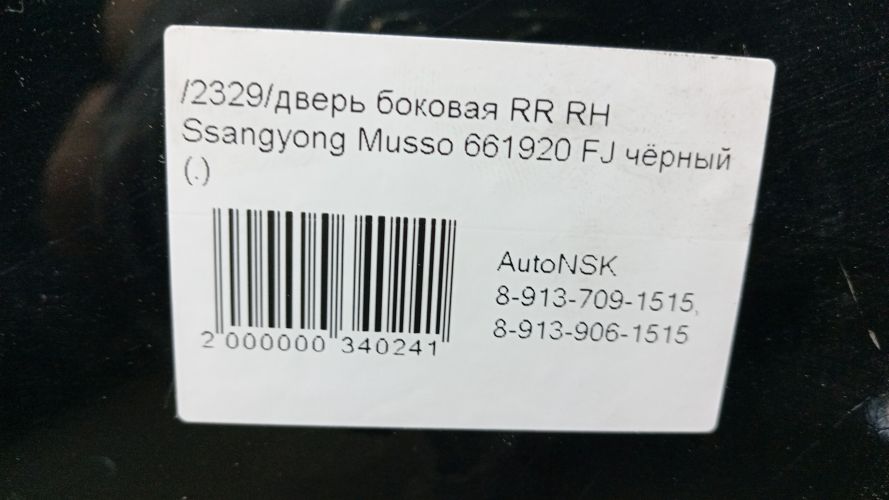 /2329/дверь боковая RR RH
Ssangyong Musso 661920 FJ чёрный
(.)
AutoNSK
8-913-709-1515,
8-913-906-1515
2 000000 340241